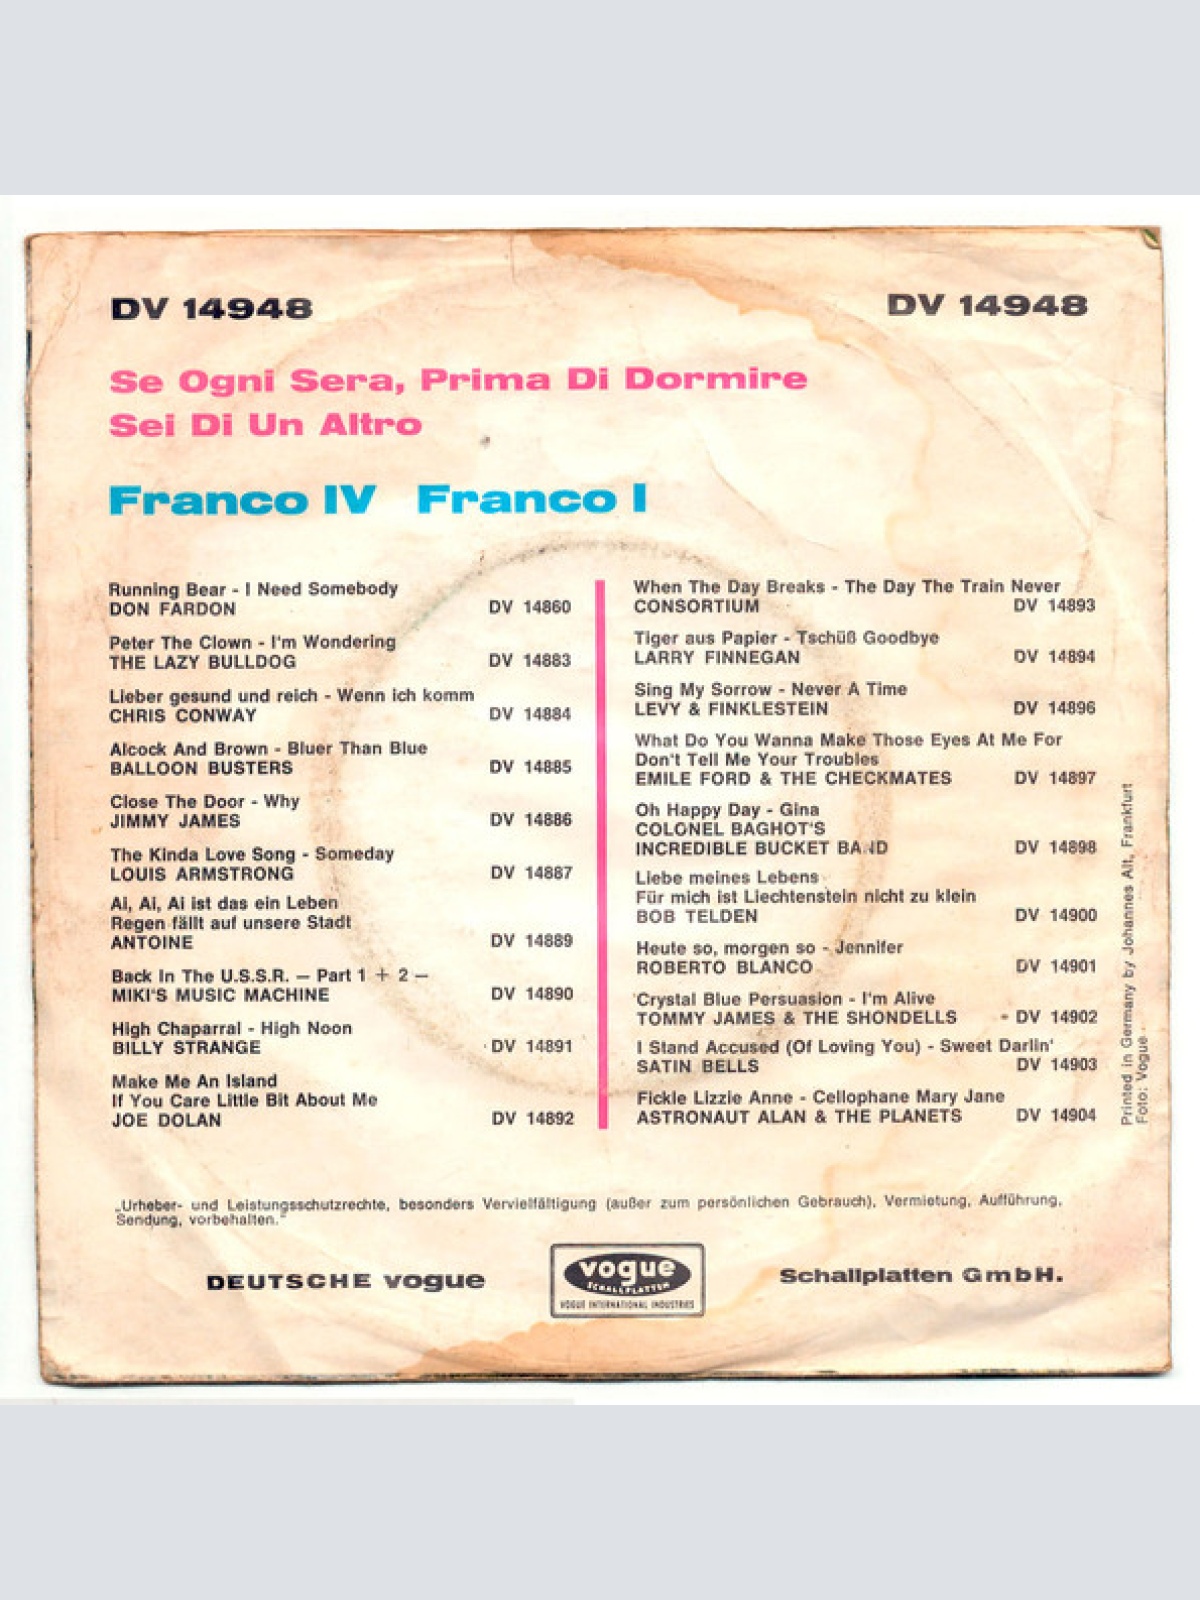 DV 14948
DV 14948
Se Ogni Sera, Prima Di Dormire
Sei Di Un Altro
Franco IV Franco I
Running Bear - I Need Somebody
DON FARDON DV 14860
Peter The Clown - I'm Wondering
THE LAZY BULLDOG DV 14883
Lieber gesund und reich - Wenn ich komm
CHRIS CONWAY DV 14884
Alcock And Brown - Bluer Than Blue
BALLOON BUSTERS DV 14885
Close The Door - Why
JIMMY JAMES DV 14886
The Kinda Love Song - Someday
LOUIS ARMSTRONG DV 14887
Ai, Ai, Ai ist das ein Leben
Regen fällt auf unsere Stadt
ANTOINE DV 14889
Back In The U.S.S.R. — Part 1 + 2 —
MIKI'S MUSIC MACHINE DV 14890
High Chaparral - High Noon
BILLY STRANGE DV 14891
Make Me An Island
If You Care Little Bit About Me
JOE DOLAN DV 14892
When The Day Breaks - The Day The Train Never
CONSORTIUM DV 14893
Tiger aus Papier - Tschüß Goodbye
LARRY FINNEGAN DV 14894
Sing My Sorrow - Never A Time
LEVY & FINKLESTEIN DV 14896
What Do You Wanna Make Those Eyes At Me For
Don't Tell Me Your Troubles
EMILE FORD & THE CHECKMATES DV 14897
Oh Happy Day - Gina
COLONEL BAGHOT'S
INCREDIBLE BUCKET BAND DV 14898
Liebe meines Lebens
Für mich ist Liechtenstein nicht zu klein
BOB TELDEN DV 14900
Heute so, morgen so - Jennifer
ROBERTO BLANCO DV 14901
Crystal Blue Persuasion - I'm Alive
TOMMY JAMES & THE SHONDELLS DV 14902
I Stand Accused (Of Loving You) - Sweet Darlin'
SATIN BELLS DV 14903
Fickle Lizzie Anne - Cellophane Mary Jane
ASTRONAUT ALAN & THE PLANETS DV 14904
Printed in Germany by Johannes Alt, Frankfurt
Foto: Vogue
„Urheber- und Leistungsschutzrechte, besonders Vervielfältigung (außer zum persönlichen Gebrauch), Vermietung, Aufführung,
Sendung, vorbehalten."
DEUTSCHE vogue
vogue
SCHALLPLATTEN
VOGUE INTERNATIONAL INDUSTRIES
Schallplatten GmbH.